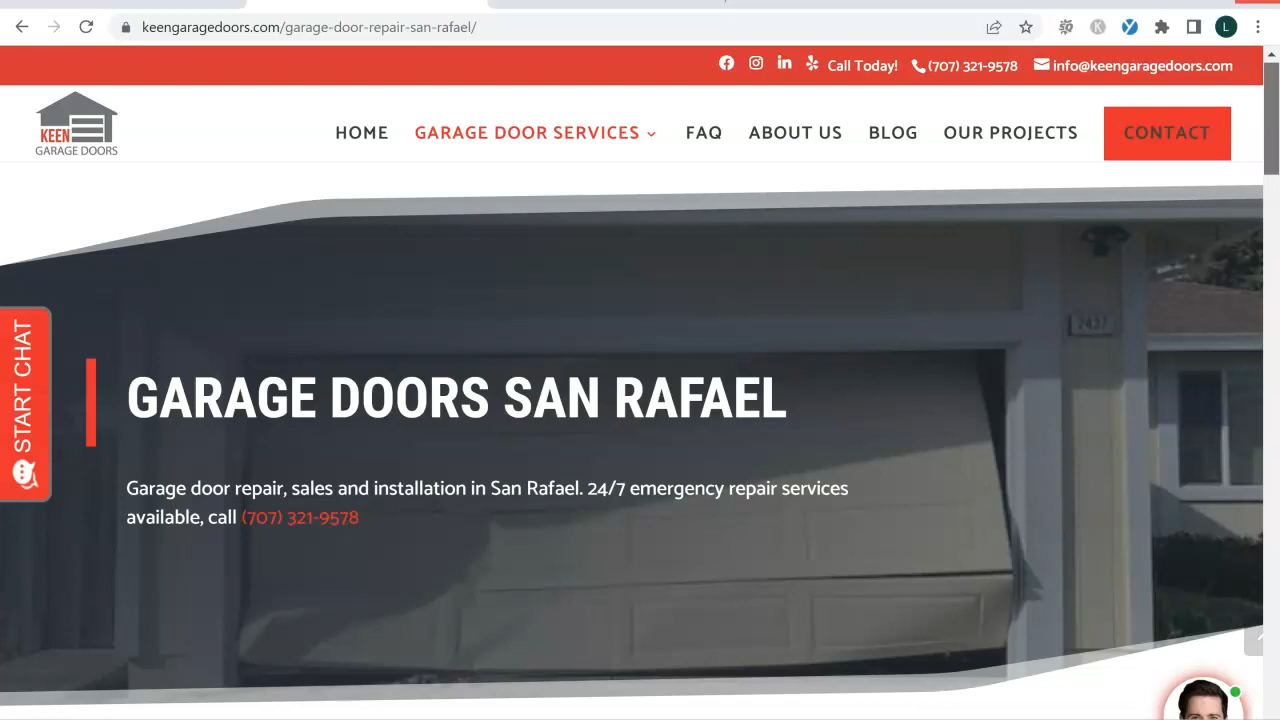 keengaragedoors.com/garage-door-repair-san-rafael/
L
Call Today! (707) 321-9578 info@keengaragedoors.com
KEEN
GARAGE DOORS
HOME GARAGE DOOR SERVICES FAQ ABOUT US BLOG OUR PROJECTS CONTACT
2427
START CHAT
GARAGE DOORS SAN RAFAEL
Garage door repair, sales and installation in San Rafael. 24/7 emergency repair services
available, call (707) 321-9578